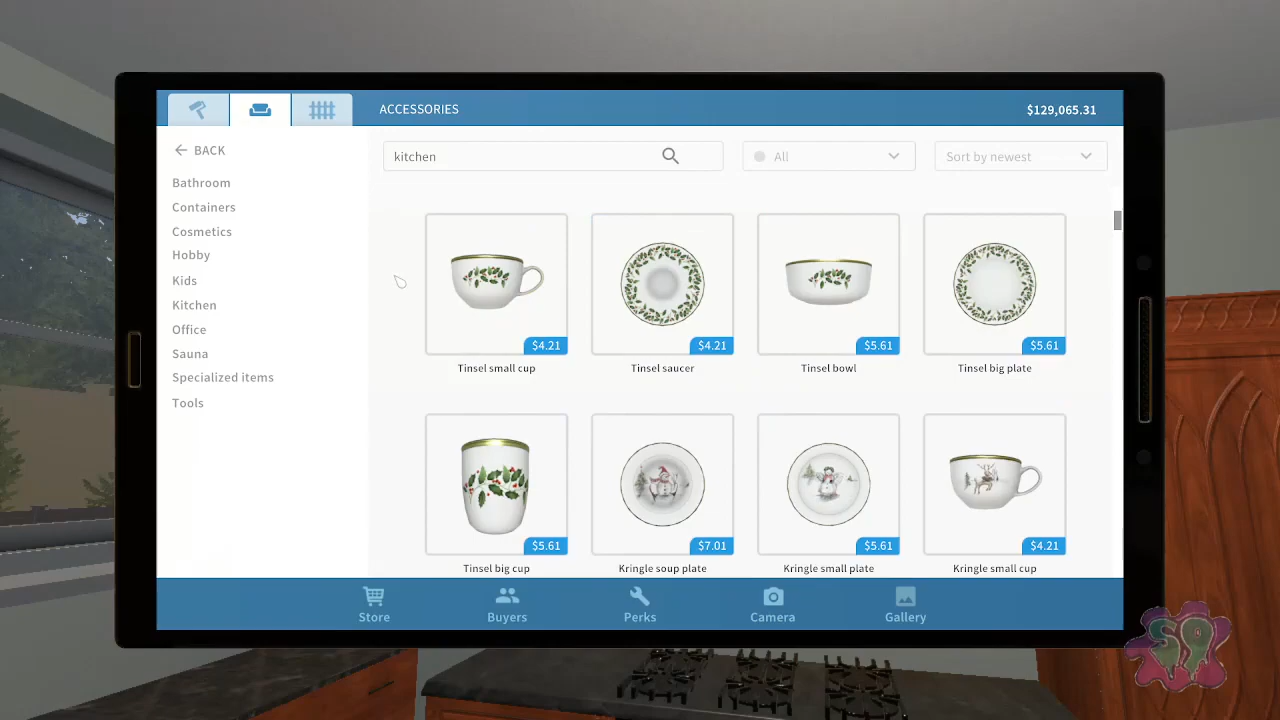 ACCESSORIES
$129,065.31
BACK
kitchen
All
Sort by newest
Bathroom
Containers
Cosmetics
Hobby
Kids
Kitchen
Office
Sauna
Specialized items
Tools
$4.21
$4.21
$5.61
$5.61
Tinsel small cup
Tinsel saucer
Tinsel bowl
Tinsel big plate
$5.61
$7.01
$5.61
$4.21
Tinsel big cup
Kringle soup plate
Kringle small plate
Kringle small cup
Store
Buyers
Perks
Camera
Gallery